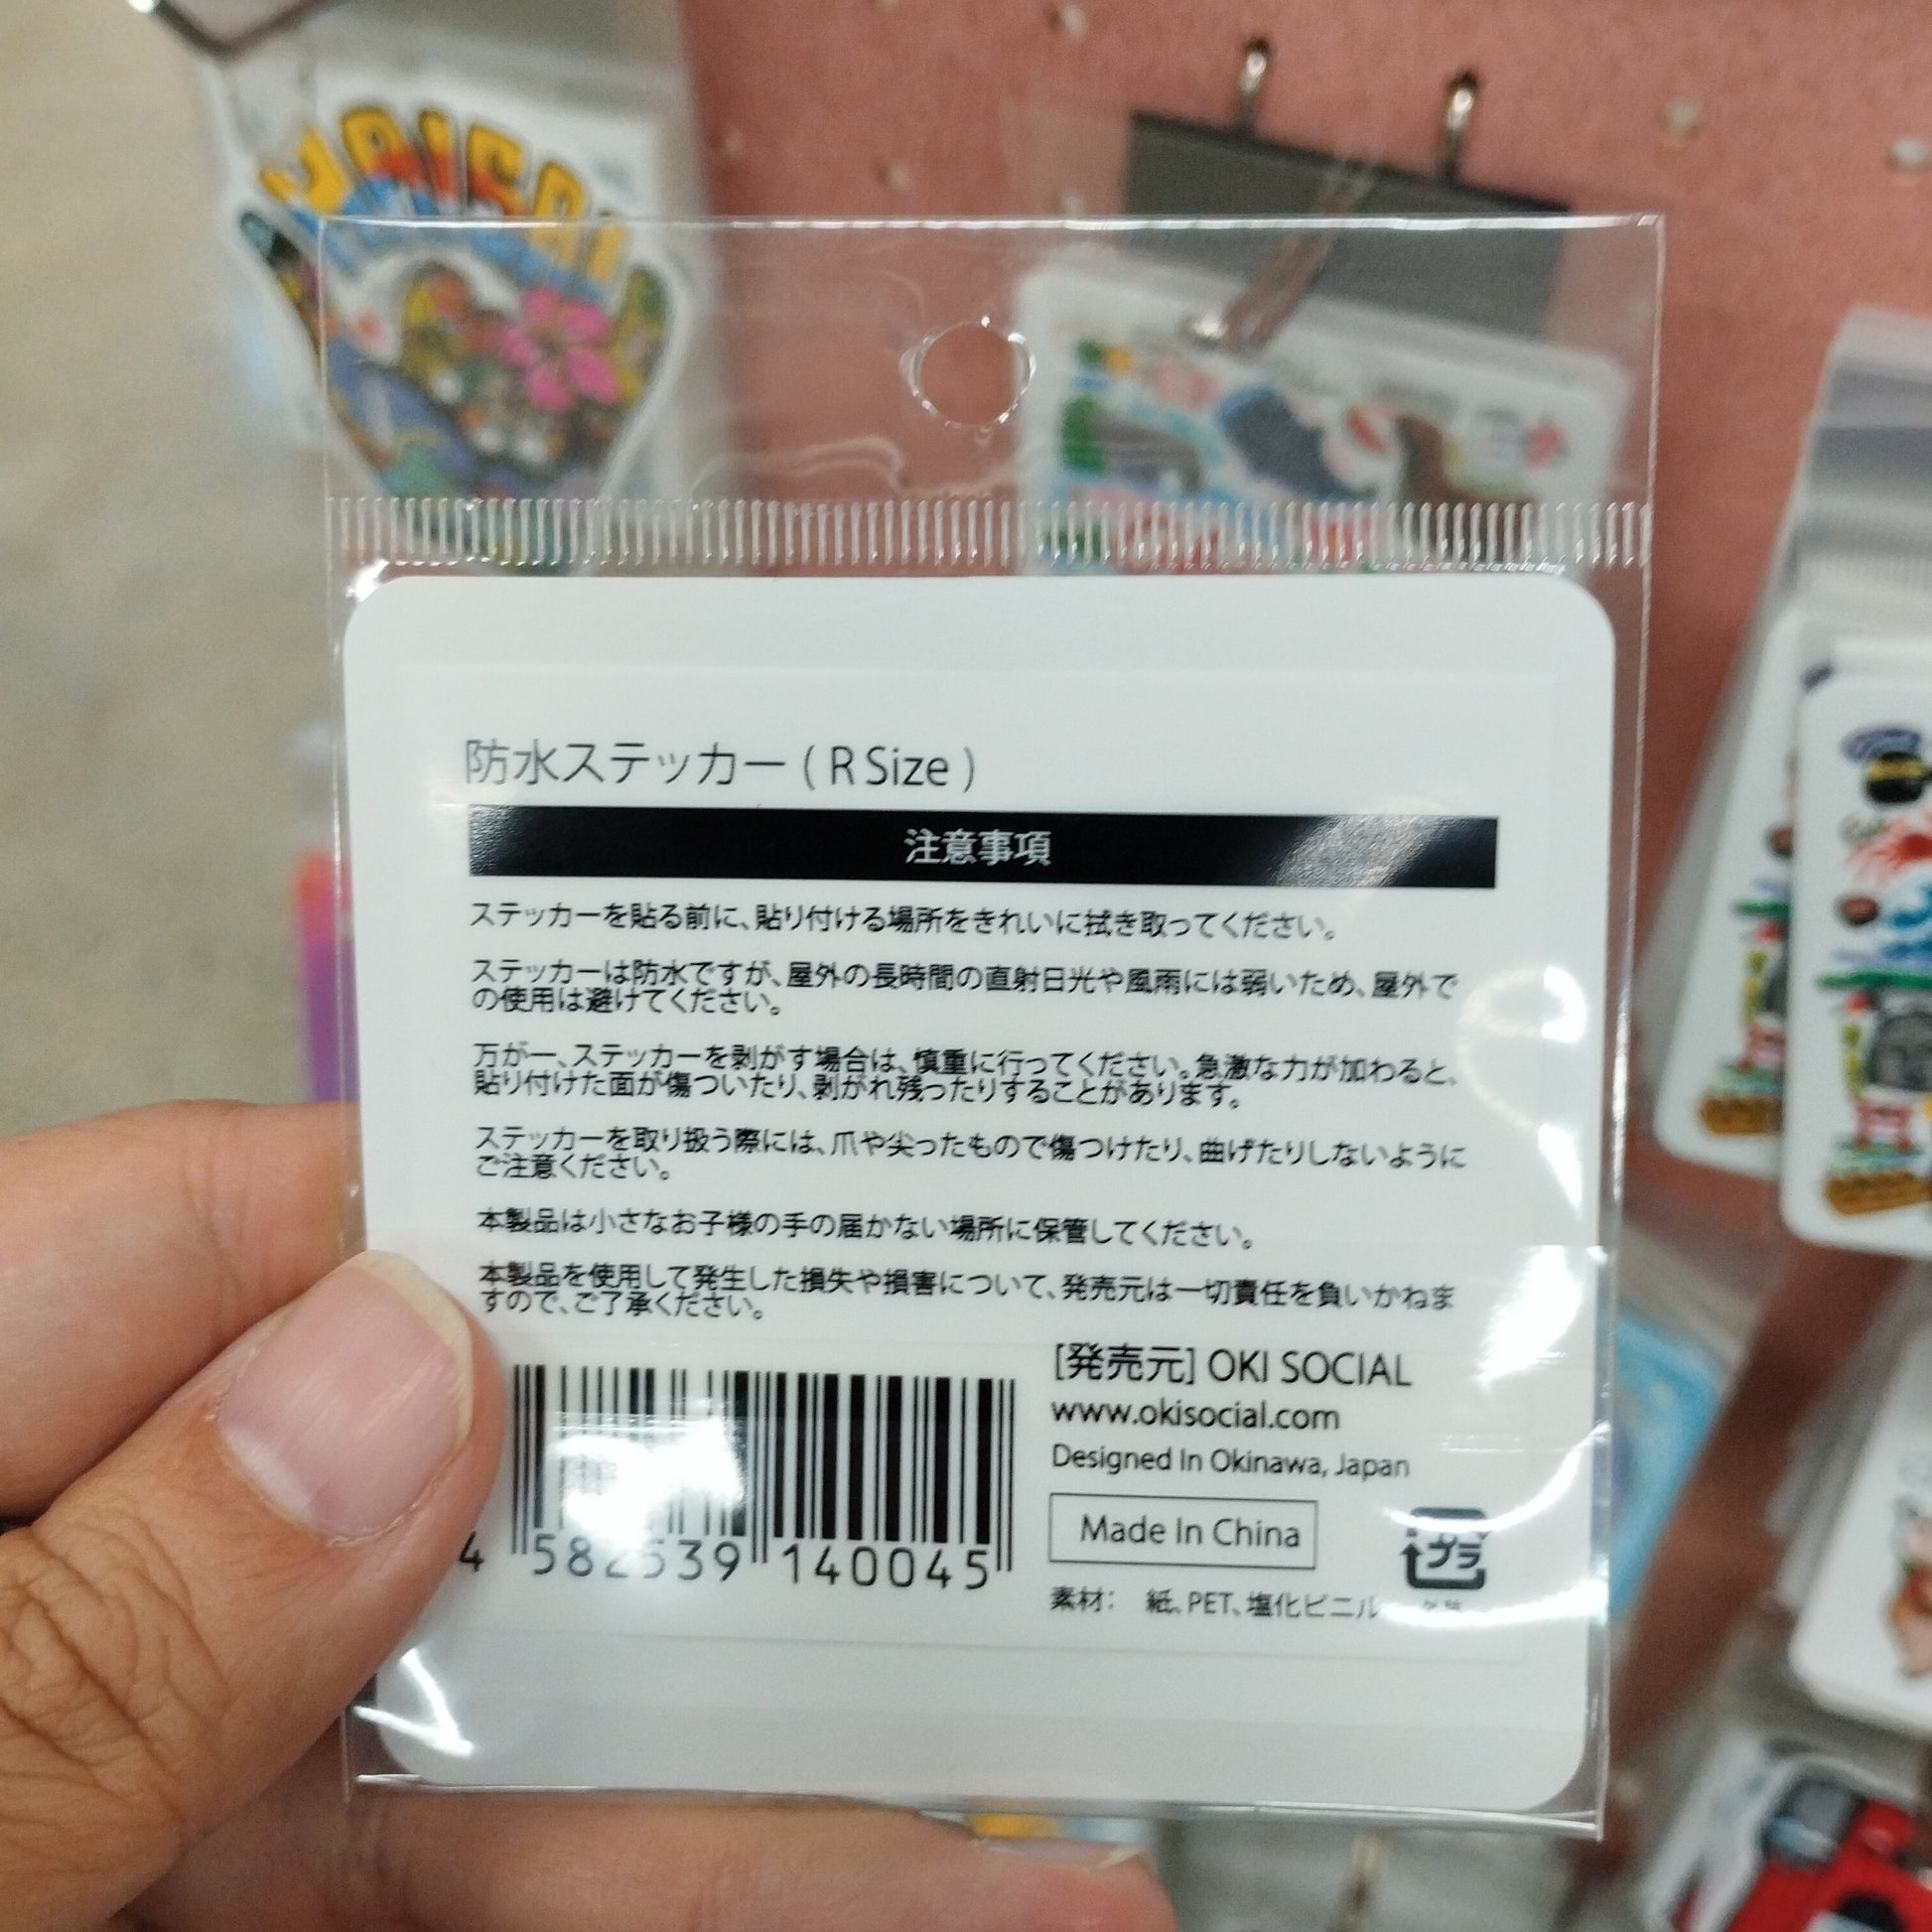 防水ステッカー ( R Size )
注意事項
ステッカーを貼る前に、貼り付ける場所をきれいに拭き取ってください。
ステッカーは防水ですが、屋外の長時間の直射日光や風雨には弱いため、屋外で
の使用は避けてください。
万が一、ステッカーを剥がす場合は、慎重に行ってください。急激な力が加わると、
貼り付けた面が傷ついたり、剥がれ残ったりすることがあります。
ステッカーを取り扱う際には、爪や尖ったもので傷つけたり、曲げたりしないように
ご注意ください。
本製品は小さなお子様の手の届かない場所に保管してください。
本製品を使用して発生した損失や損害について、発売元は一切責任を負いかねま
すので、ご了承ください。
[発売元] OKI SOCIAL
www.okisocial.com
Designed In Okinawa, Japan
Made In China
プラ
素材： 紙、PET、塩化ビニル
4 582539 140045